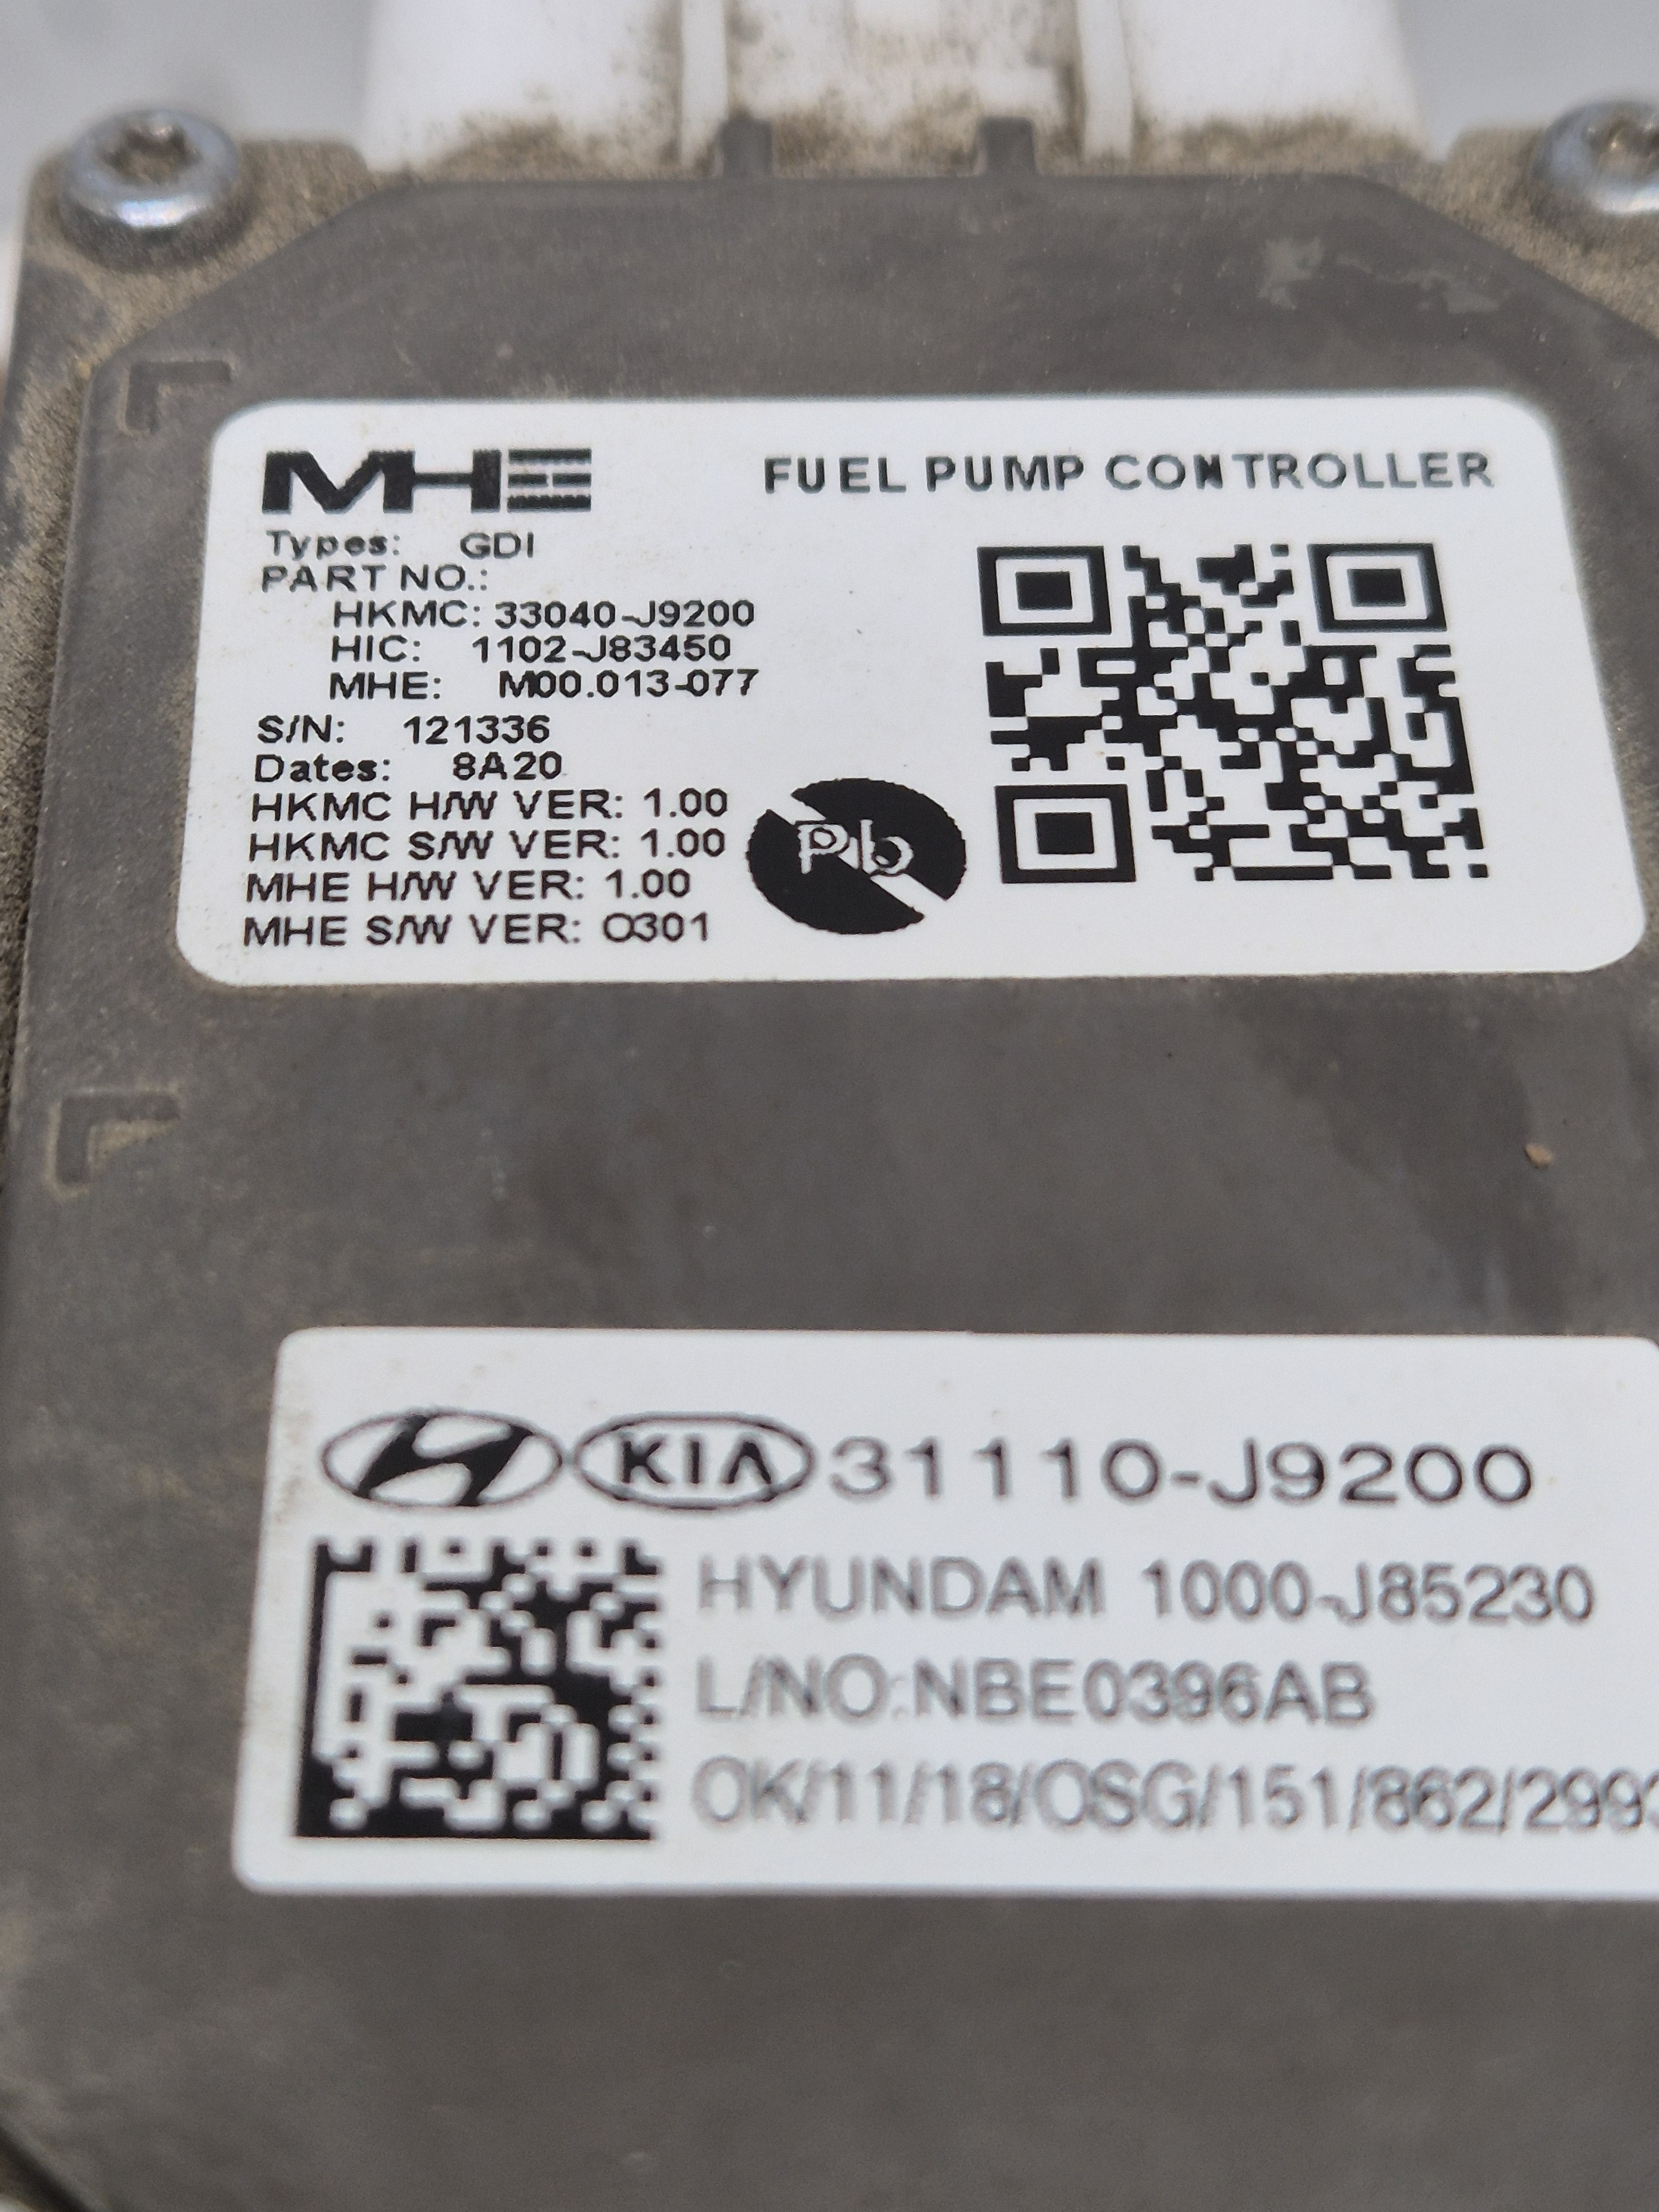 MHE FUEL PUMP CONTROLLER
Types: GDI
PART NO.:
HKMC: 33040-J9200
HIC: 1102-J83450
MHE: M00.013-077
S/N: 121336
Dates: 8A20
HKMC H/W VER: 1.00
HKMC S/W VER: 1.00
MHE H/W VER: 1.00
MHE S/W VER: O301
Pb
KIA 31110-J9200
HYUNDAM 1000-J85230
L/NO:NBE0396AB
OK/11/18/OSG/151/862/299